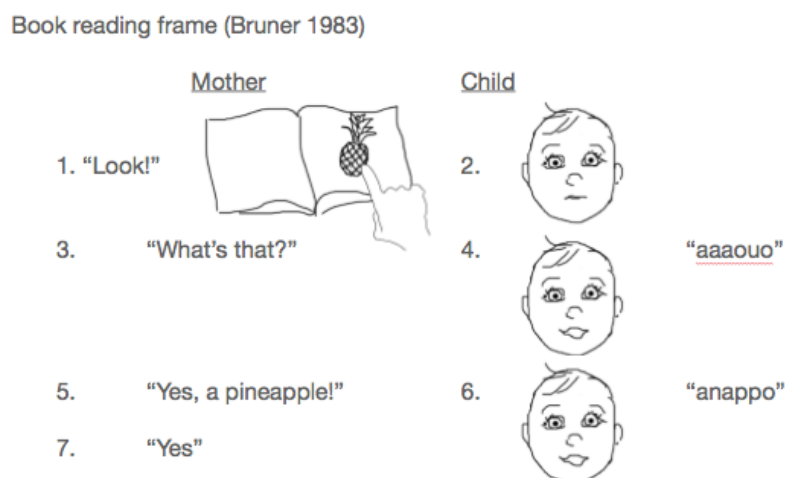 Book reading frame (Bruner 1983)
Mother Child
1. “Look!” 2.
3. “What’s that?” 4. “aaaouo”
5. “Yes, a pineapple!” 6. “anappo”
7. “Yes”